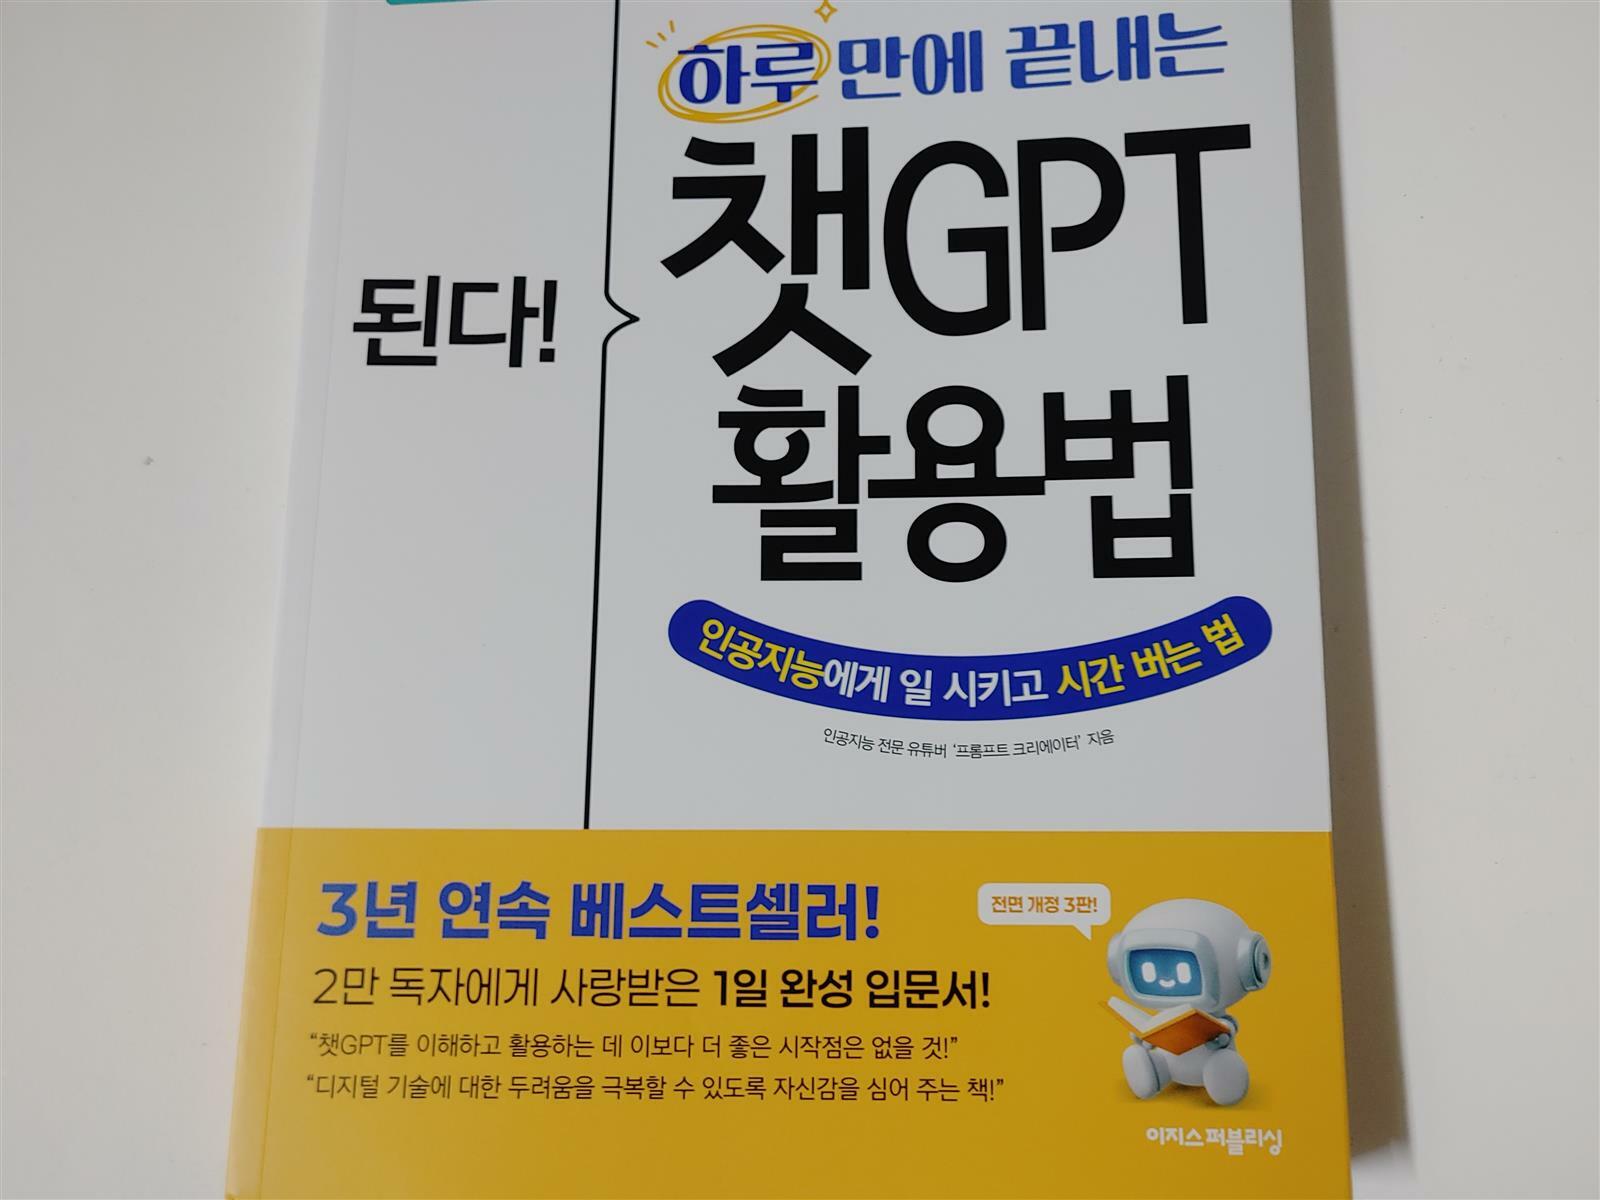 하루 만에 끝내는
된다!
챗GPT
활용법
인공지능에게 일 시키고 시간 버는 법
인공지능 전문 유튜버 '프롬프트 크리에이터' 지음
3년 연속 베스트셀러!
전면 개정 3판!
2만 독자에게 사랑받은 1일 완성 입문서!
“챗GPT를 이해하고 활용하는 데 이보다 더 좋은 시작점은 없을 것!”
“디지털 기술에 대한 두려움을 극복할 수 있도록 자신감을 심어 주는 책!”
이지스퍼블리싱